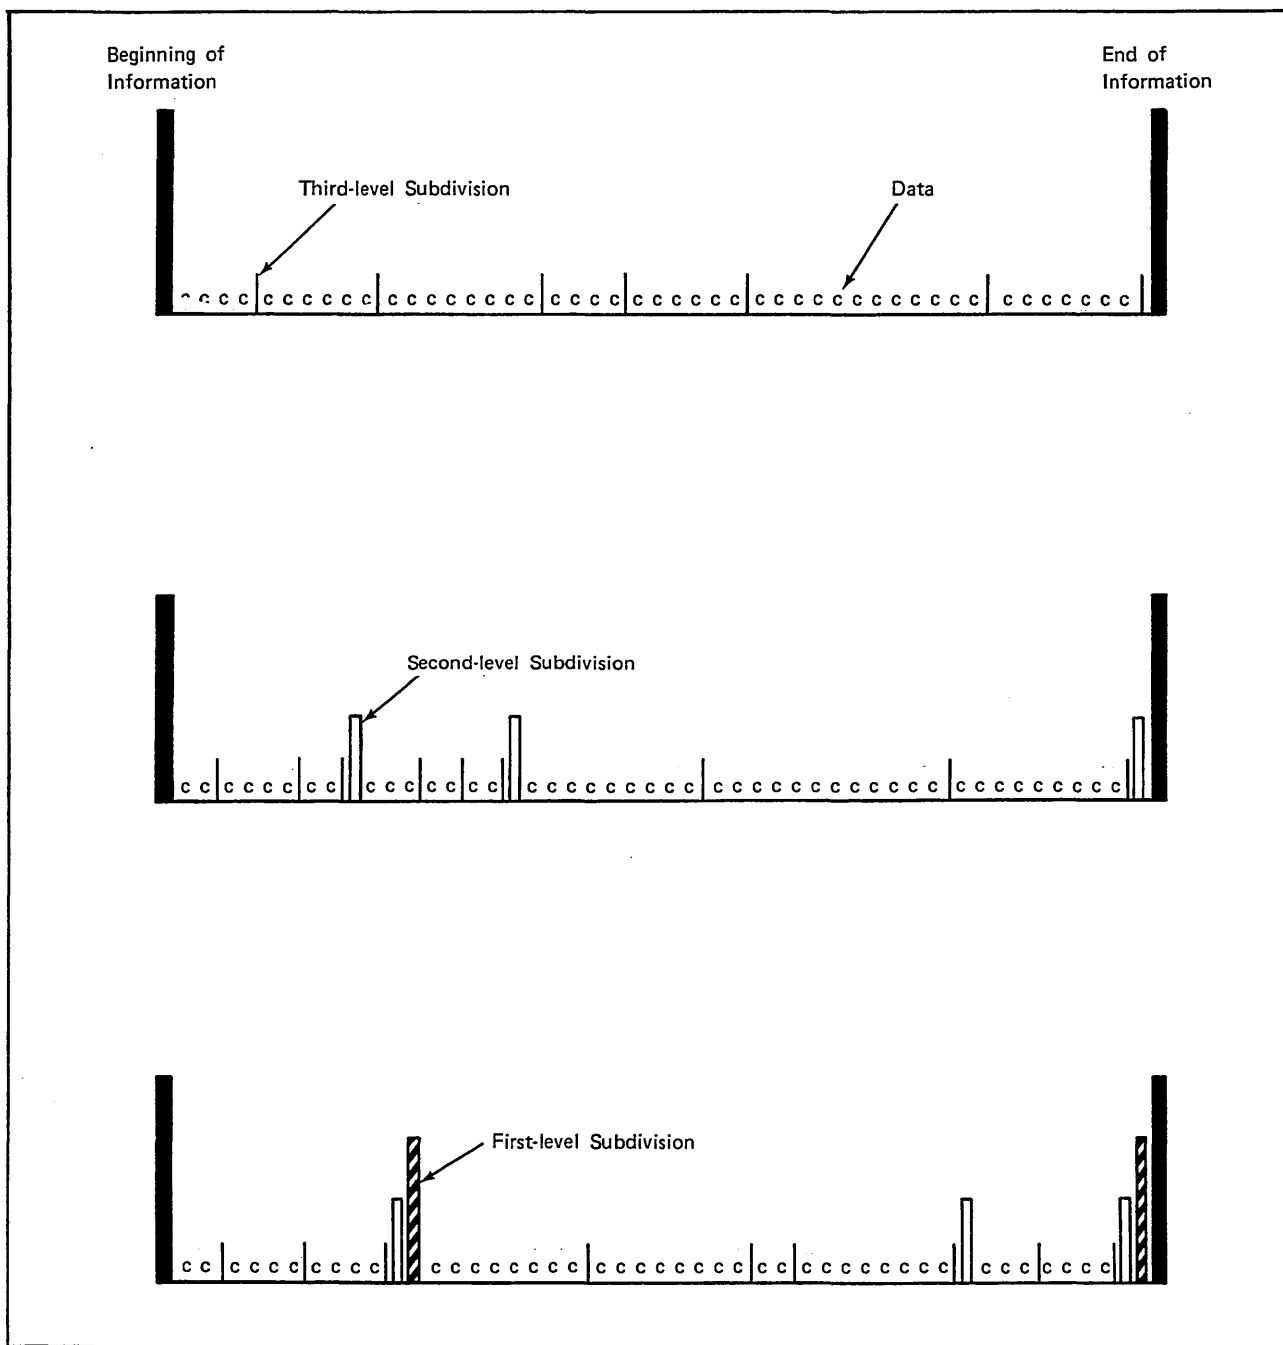 Beginning of
Information
End of
Information
Third-level Subdivision
Data
c c c c c c c c c c c c c c c c c c c c c c c c c c c c c c c c c c c c c c c c c c c c c
Second-level Subdivision
c c c c c c c c c c c c c c c c c c c c c c c c c c c c c c c c c c c c c c c c c c c
First-level Subdivision
c c c c c c c c c c c c c c c c c c c c c c c c c c c c c c c c c c c c c c c c c